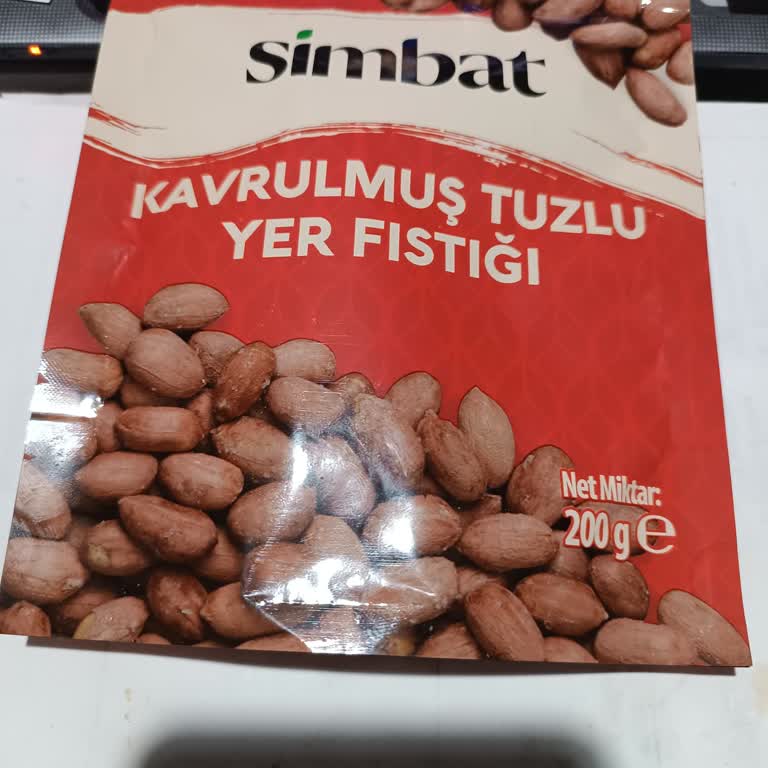 Simbat
KAVRULMUŞ TUZLU
YER FISTIĞI
Net Miktar:
200 g ℮